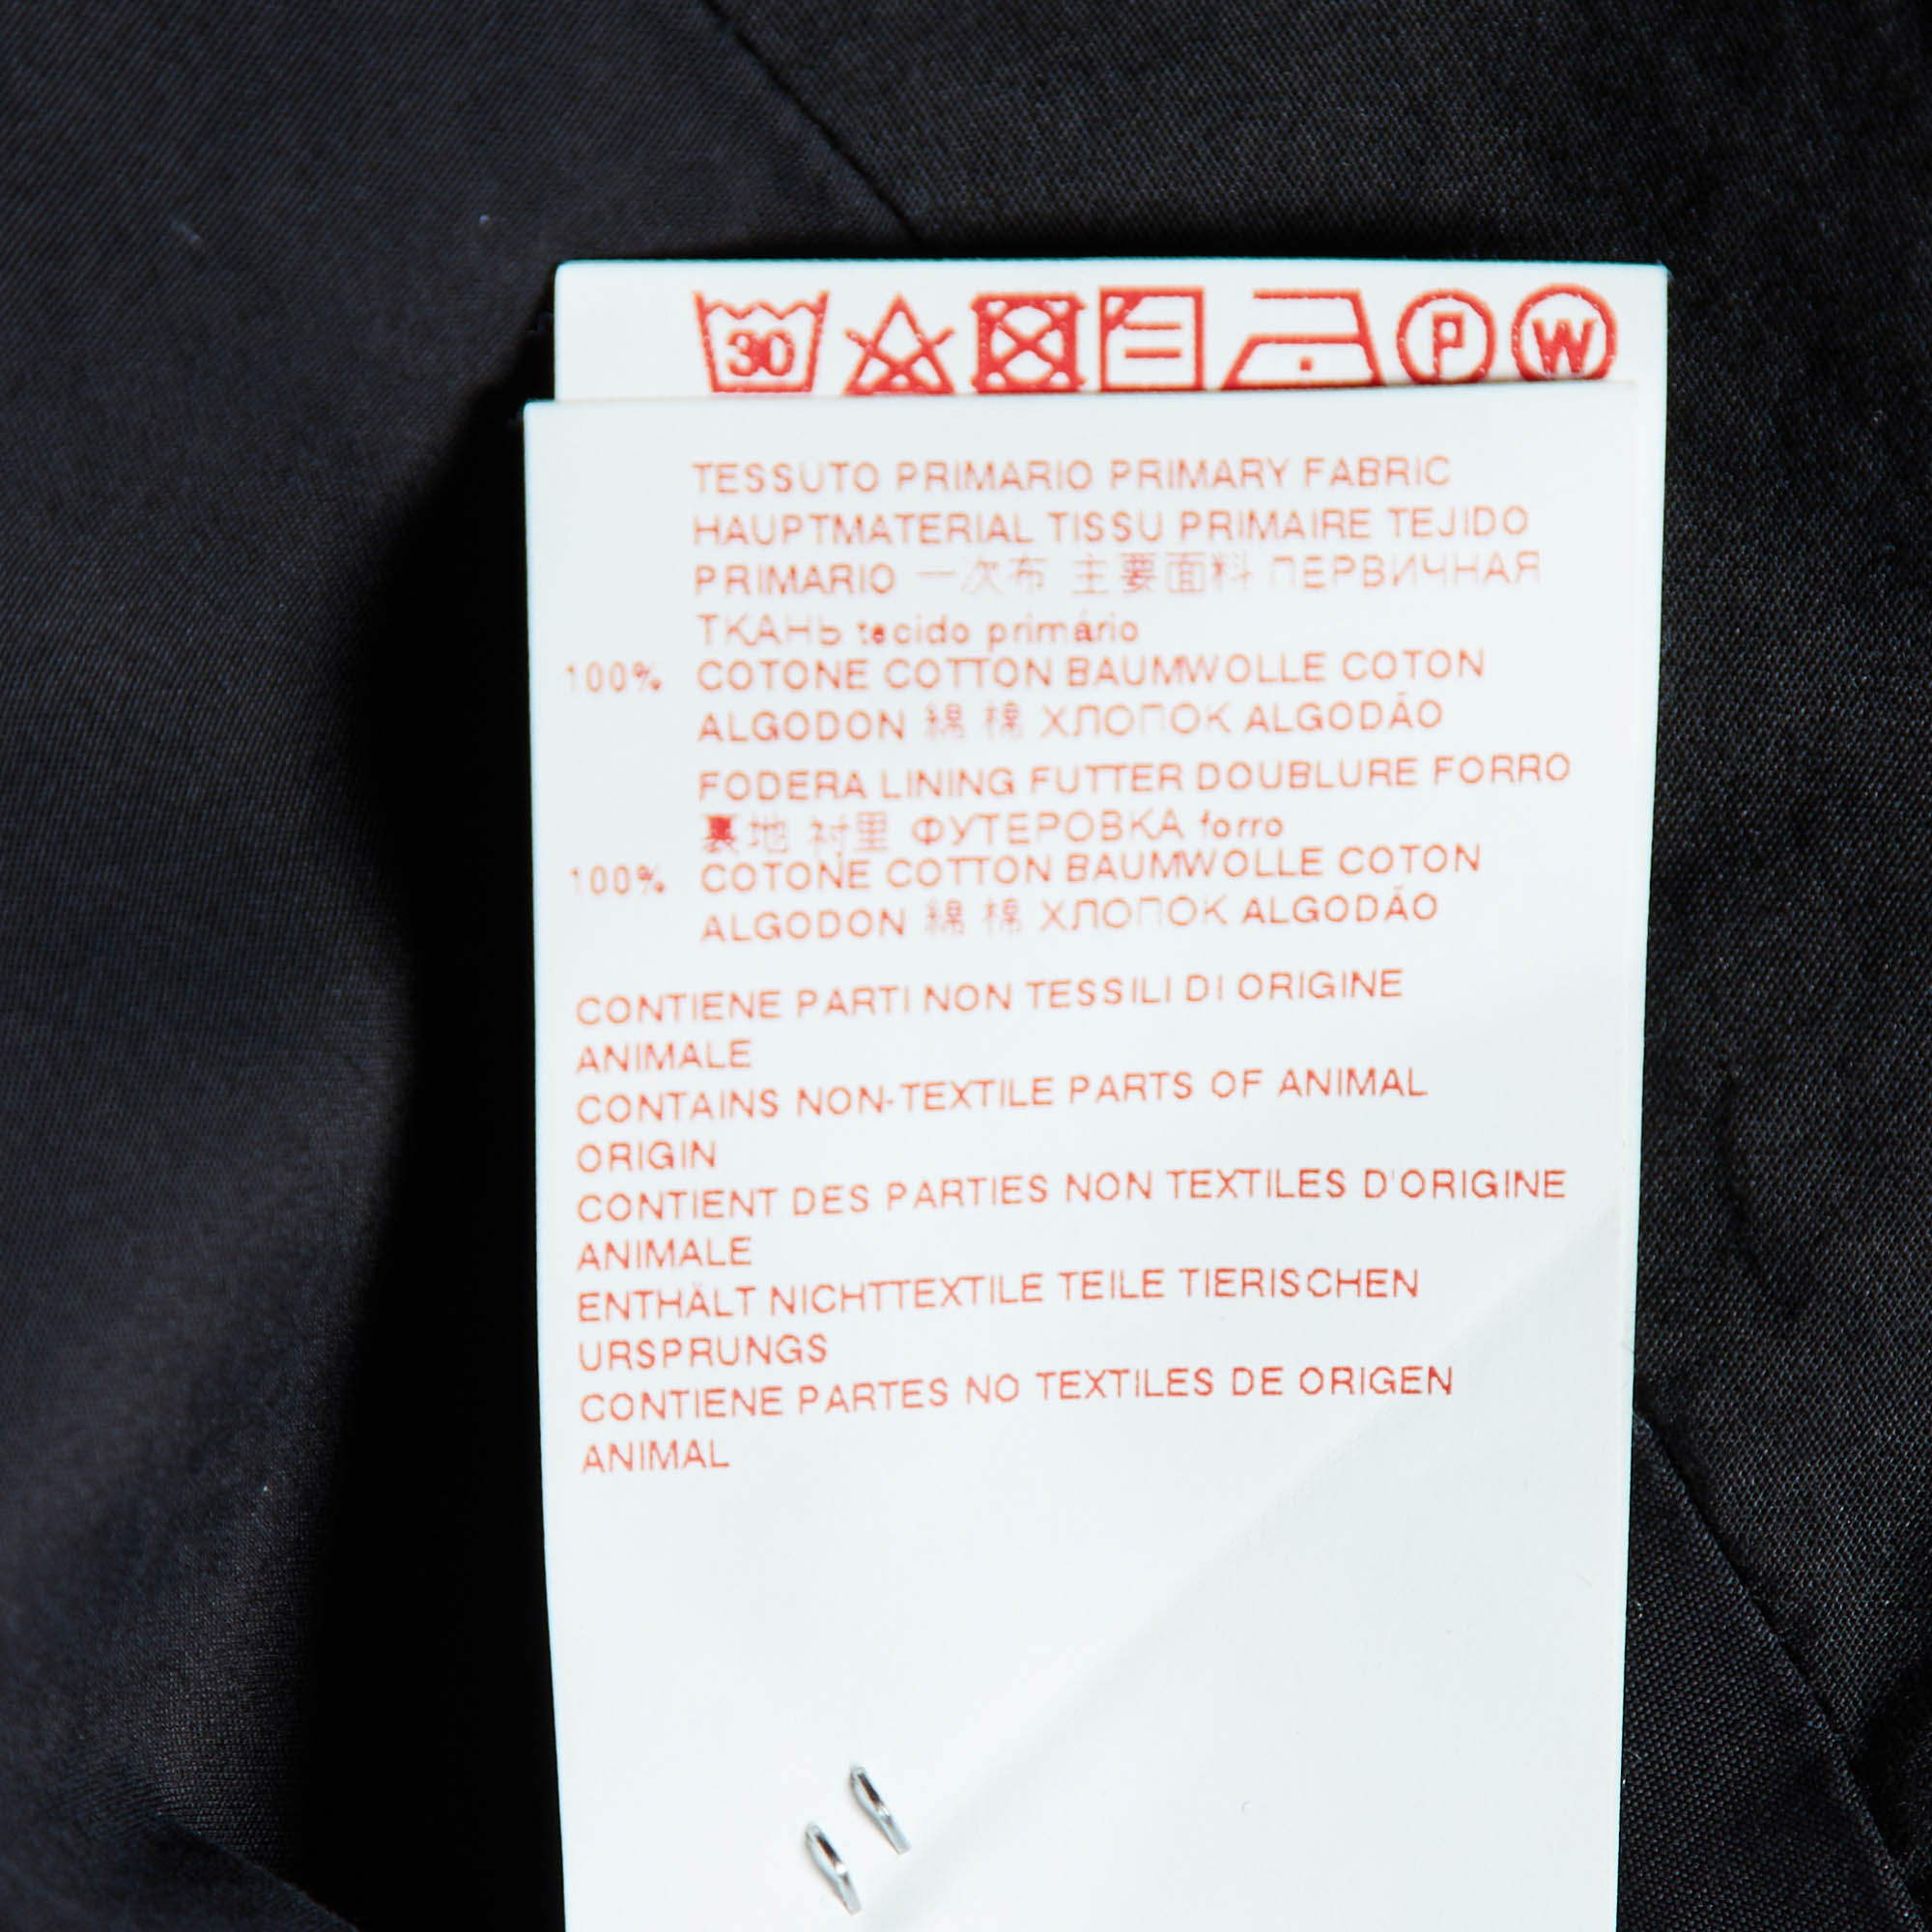 30 P W
TESSUTO PRIMARIO PRIMARY FABRIC
HAUPTMATERIAL TISSU PRIMAIRE TEJIDO
PRIMARIO 一次布 主要面料 ПЕРВИЧНАЯ
ТКАНЬ tecido primário
100% COTONE COTTON BAUMWOLLE COTON
ALGODON 綿 棉 ХЛОПОК ALGODÃO
FODERA LINING FUTTER DOUBLURE FORRO
裏地 衬里 ФУТЕРОВКА forro
100% COTONE COTTON BAUMWOLLE COTON
ALGODON 綿 棉 ХЛОПОК ALGODÃO
CONTIENE PARTI NON TESSILI DI ORIGINE
ANIMALE
CONTAINS NON-TEXTILE PARTS OF ANIMAL
ORIGIN
CONTIENT DES PARTIES NON TEXTILES D'ORIGINE
ANIMALE
ENTHÄLT NICHTTEXTILE TEILE TIERISCHEN
URSPRUNGS
CONTIENE PARTES NO TEXTILES DE ORIGEN
ANIMAL